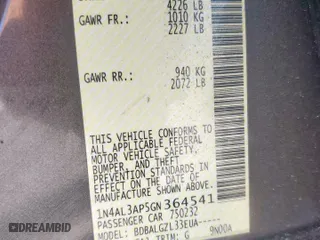 4226 LB
GAWR FR.: 1010 KG
2227 LB
GAWR RR.: 940 KG
2072 LB
THIS VEHICLE CONFORMS TO
ALL APPLICABLE FEDERAL
MOTOR VEHICLE SAFETY,
BUMPER, AND THEFT
PREVENTION STANDARDS IN
EFFECT ON THE DATE OF
MANUFACTURE SHOWN ABOVE.
1N4AL3AP5GN364541
PASSENGER CAR 750232
MODEL: BDBALGZL33EUA-----
TRIM: G 9N00A